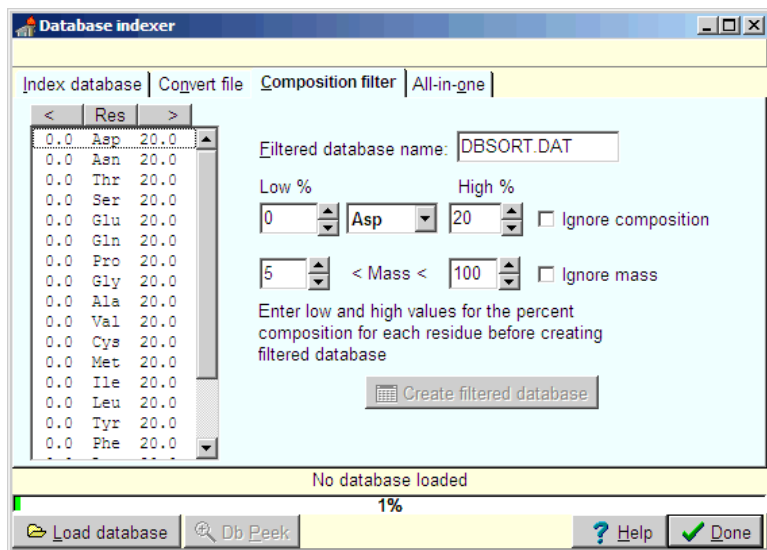 Database indexer
Index database Convert file Composition filter All-in-one
< Res >
0.0 Asp 20.0
0.0 Asn 20.0
0.0 Thr 20.0
0.0 Ser 20.0
0.0 Glu 20.0
0.0 Gln 20.0
0.0 Pro 20.0
0.0 Gly 20.0
0.0 Ala 20.0
0.0 Val 20.0
0.0 Cys 20.0
0.0 Met 20.0
0.0 Ile 20.0
0.0 Leu 20.0
0.0 Tyr 20.0
0.0 Phe 20.0
Filtered database name: DBSORT.DAT
Low % High %
0 Asp 20 Ignore composition
5 < Mass < 100 Ignore mass
Enter low and high values for the percent
composition for each residue before creating
filtered database
Create filtered database
No database loaded
1%
Load database Db Peek ? Help Done